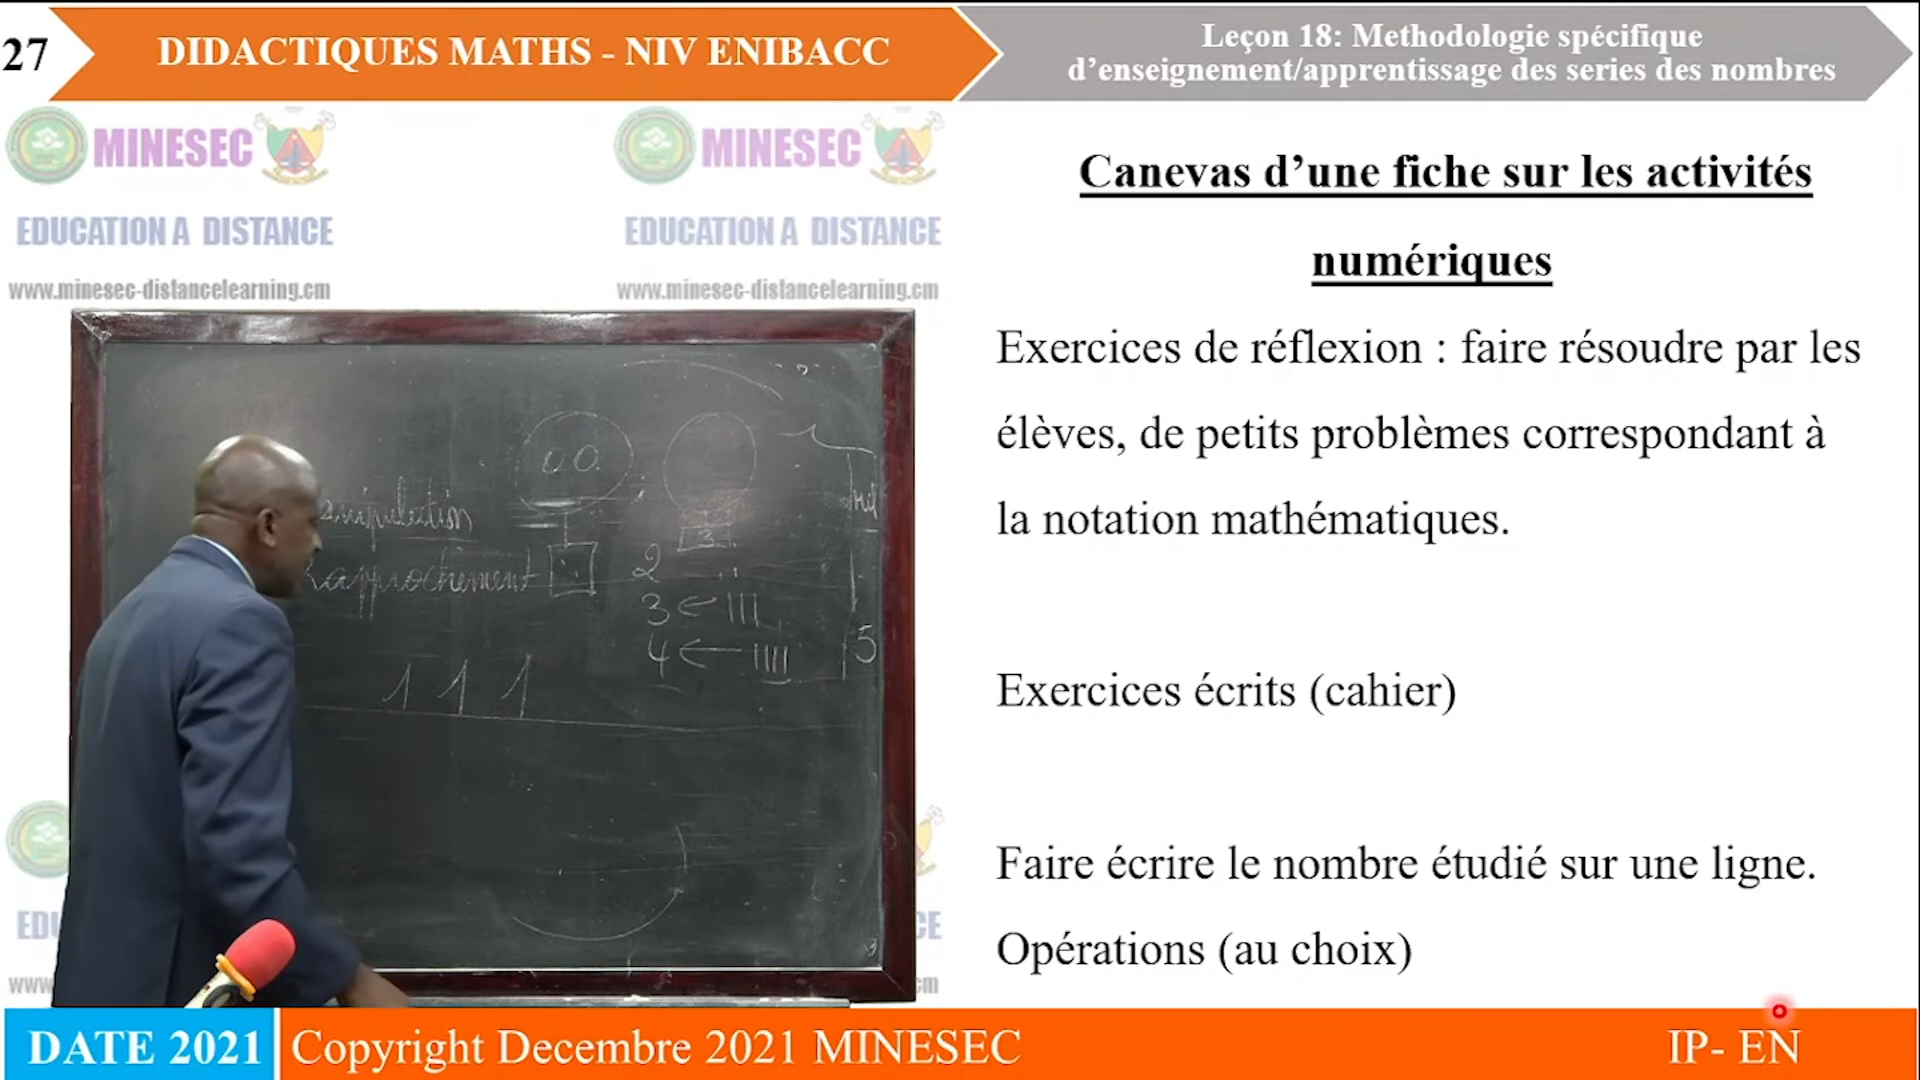 27
DIDACTIQUES MATHS - NIV ENIBACC
Leçon 18: Methodologie spécifique
d’enseignement/apprentissage des series des nombres
MINESEC
EDUCATION A DISTANCE
www.minesec-distancelearning.cm
MINESEC
EDUCATION A DISTANCE
www.minesec-distancelearning.cm
Canevas d’une fiche sur les activités
numériques
Exercices de réflexion : faire résoudre par les
élèves, de petits problèmes correspondant à
la notation mathématiques.
Exercices écrits (cahier)
Faire écrire le nombre étudié sur une ligne.
Opérations (au choix)
anipulation
Rapprochement
2
3
3
4
5
1 1 1
DATE 2021
Copyright Decembre 2021 MINESEC
IP- EN